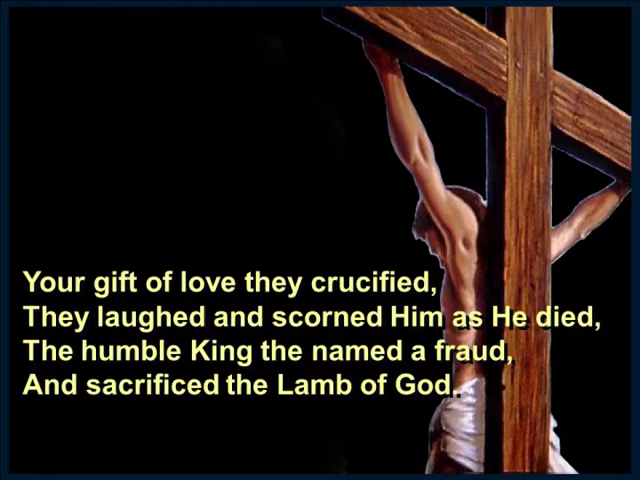 Your gift of love they crucified,
They laughed and scorned Him as He died,
The humble King the named a fraud,
And sacrificed the Lamb of God.